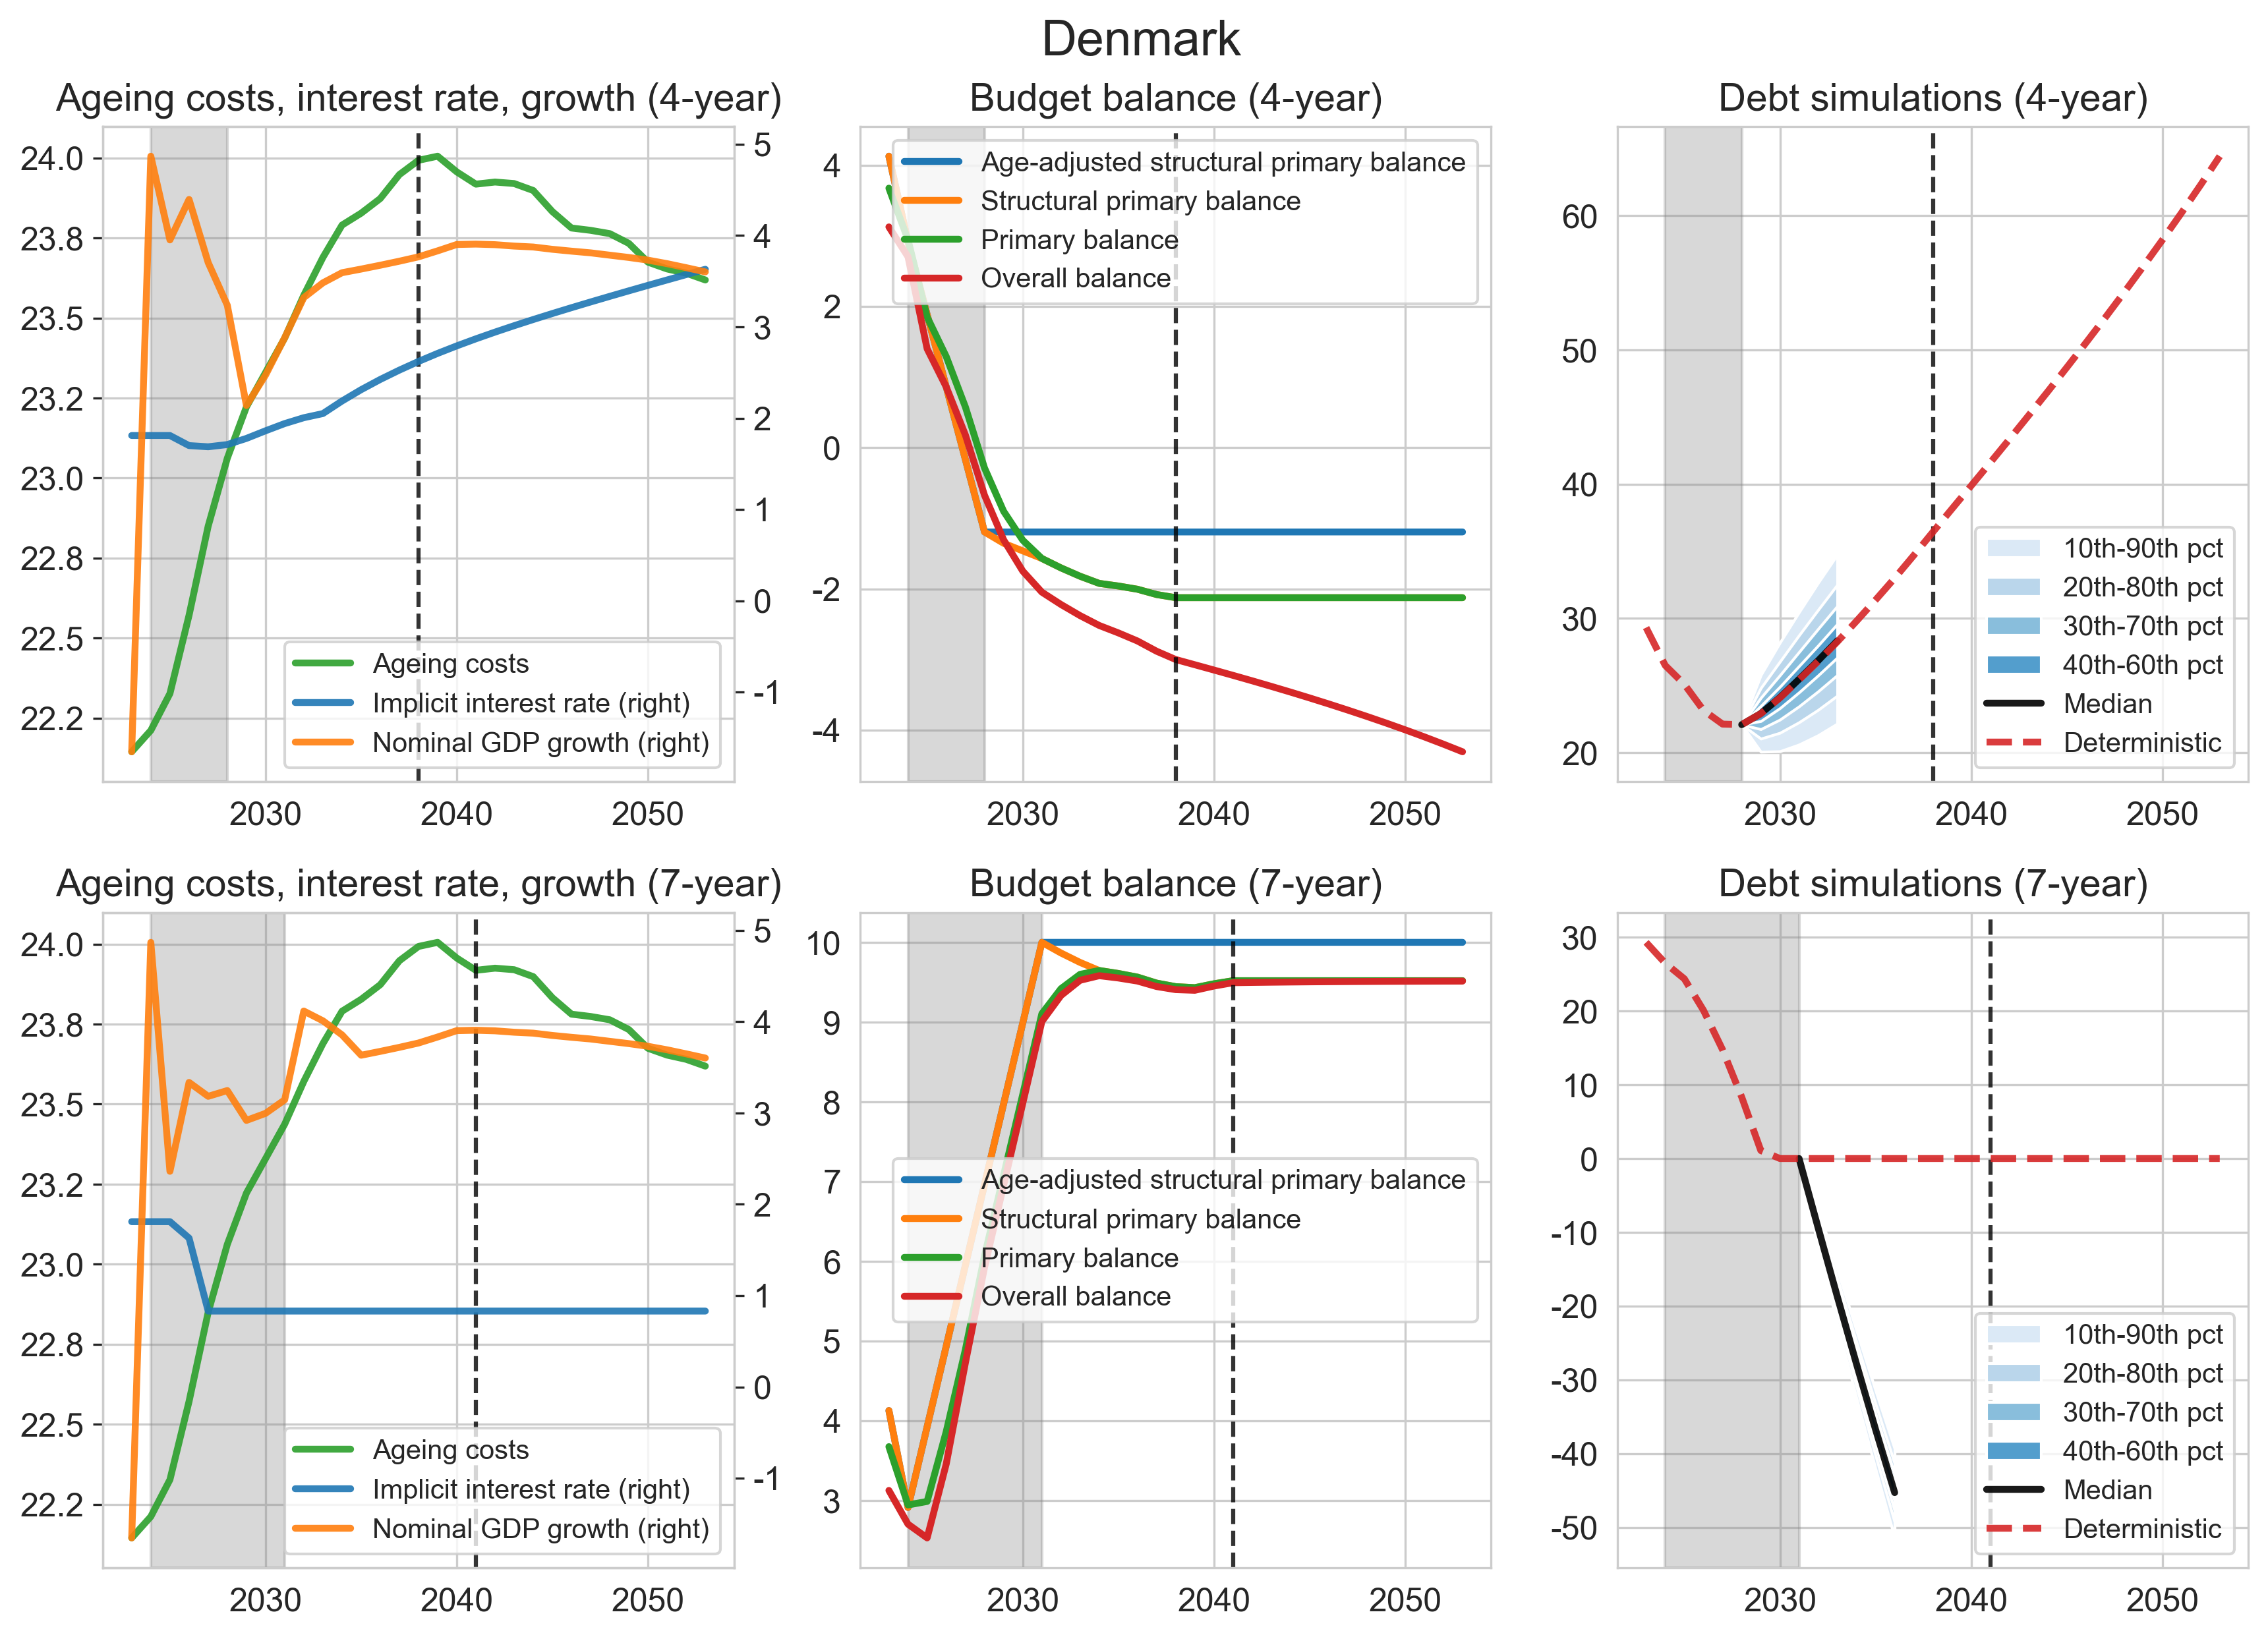 Denmark
Ageing costs, interest rate, growth (4-year)
24.0
23.8
23.5
23.2
23.0
22.8
22.5
22.2
5
4
3
2
1
0
-1
Ageing costs
Implicit interest rate (right)
Nominal GDP growth (right)
2030 2040 2050
Budget balance (4-year)
4
2
0
-2
-4
Age-adjusted structural primary balance
Structural primary balance
Primary balance
Overall balance
2030 2040 2050
Debt simulations (4-year)
60
50
40
30
20
10th-90th pct
20th-80th pct
30th-70th pct
40th-60th pct
Median
Deterministic
2030 2040 2050
Ageing costs, interest rate, growth (7-year)
24.0
23.8
23.5
23.2
23.0
22.8
22.5
22.2
5
4
3
2
1
0
-1
Ageing costs
Implicit interest rate (right)
Nominal GDP growth (right)
2030 2040 2050
Budget balance (7-year)
10
9
8
7
6
5
4
3
Age-adjusted structural primary balance
Structural primary balance
Primary balance
Overall balance
2030 2040 2050
Debt simulations (7-year)
30
20
10
0
-10
-20
-30
-40
-50
10th-90th pct
20th-80th pct
30th-70th pct
40th-60th pct
Median
Deterministic
2030 2040 2050